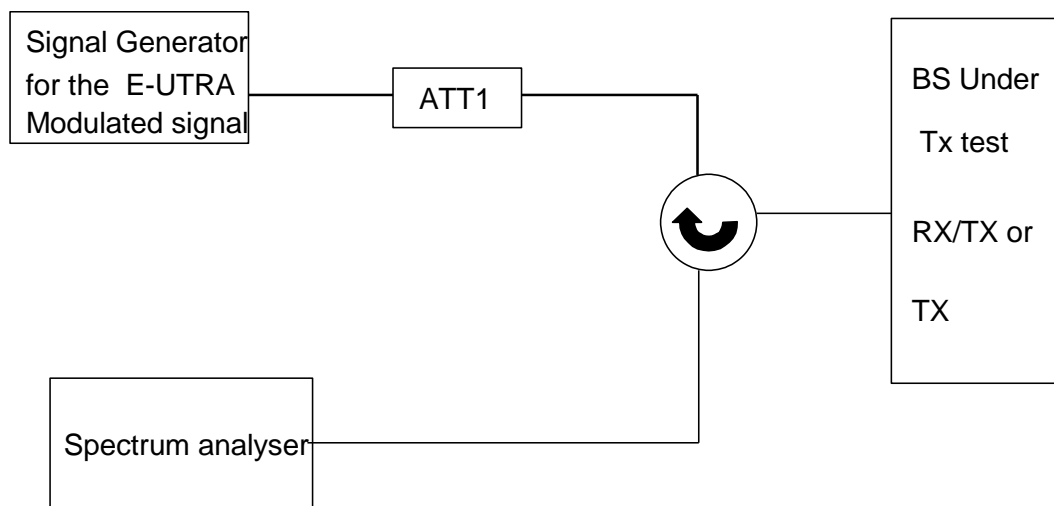 Signal Generator
for the E-UTRA
Modulated signal
ATT1
BS Under
Tx test
RX/TX or
TX
Spectrum analyser